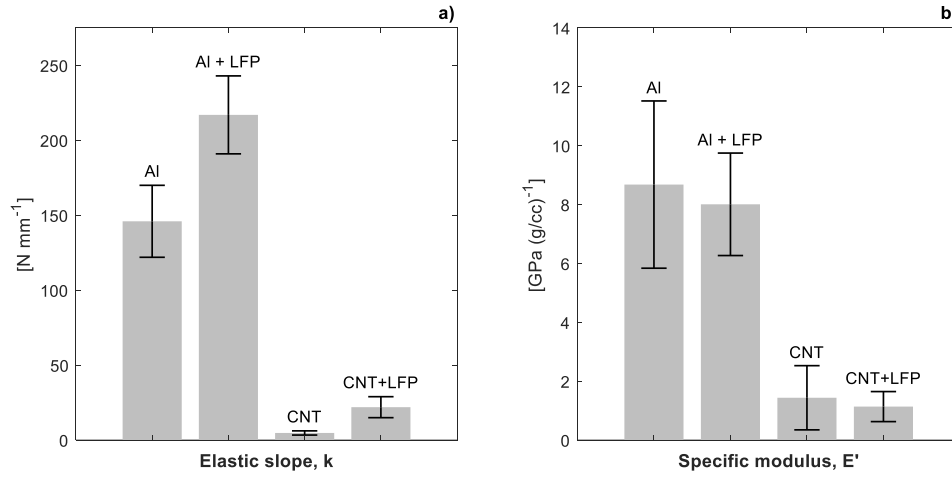 a)
250
200
150
100
50
0
[N mm-1]
Al
Al + LFP
CNT
CNT+LFP
Elastic slope, k
b
14
12
10
8
6
4
2
0
[GPa (g/cc)-1]
Al
Al + LFP
CNT
CNT+LFP
Specific modulus, E'